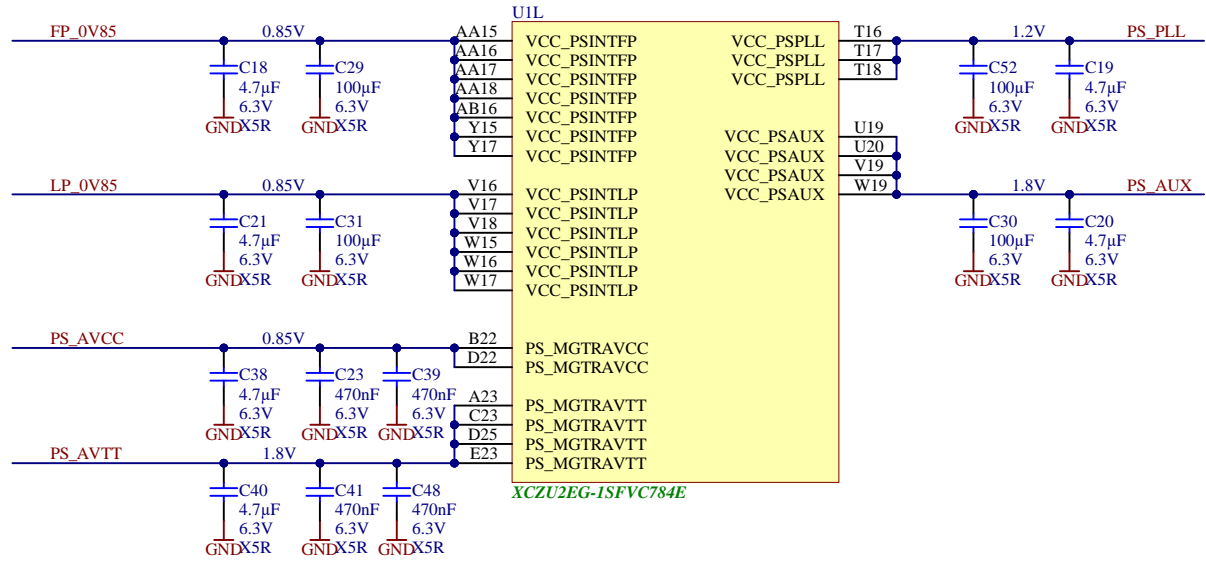 U1L
FP_0V85 0.85V AA15 VCC_PSINTFP VCC_PSPLL T16 1.2V PS_PLL
AA16 VCC_PSINTFP VCC_PSPLL T17
C18 C29 AA17 VCC_PSINTFP VCC_PSPLL T18 C52 C19
4.7µF 100µF AA18 VCC_PSINTFP 100µF 4.7µF
6.3V 6.3V AB16 VCC_PSINTFP 6.3V 6.3V
GND X5R GND X5R Y15 VCC_PSINTFP VCC_PSAUX U19 GND X5R GND X5R
Y17 VCC_PSINTFP VCC_PSAUX U20
VCC_PSAUX V19
LP_0V85 0.85V V16 VCC_PSINTLP VCC_PSAUX W19 1.8V PS_AUX
V17 VCC_PSINTLP
C21 C31 V18 VCC_PSINTLP C30 C20
4.7µF 100µF W15 VCC_PSINTLP 100µF 4.7µF
6.3V 6.3V W16 VCC_PSINTLP 6.3V 6.3V
GND X5R GND X5R W17 VCC_PSINTLP GND X5R GND X5R
PS_AVCC 0.85V B22 PS_MGTRAVCC
D22 PS_MGTRAVCC
C38 C23 C39
4.7µF 470nF 470nF A23 PS_MGTRAVTT
6.3V 6.3V 6.3V C23 PS_MGTRAVTT
GND X5R GND X5R GND X5R D25 PS_MGTRAVTT
PS_AVTT 1.8V E23 PS_MGTRAVTT
C40 C41 C48 XCZU2EG-1SFVC784E
4.7µF 470nF 470nF
6.3V 6.3V 6.3V
GND X5R GND X5R GND X5R